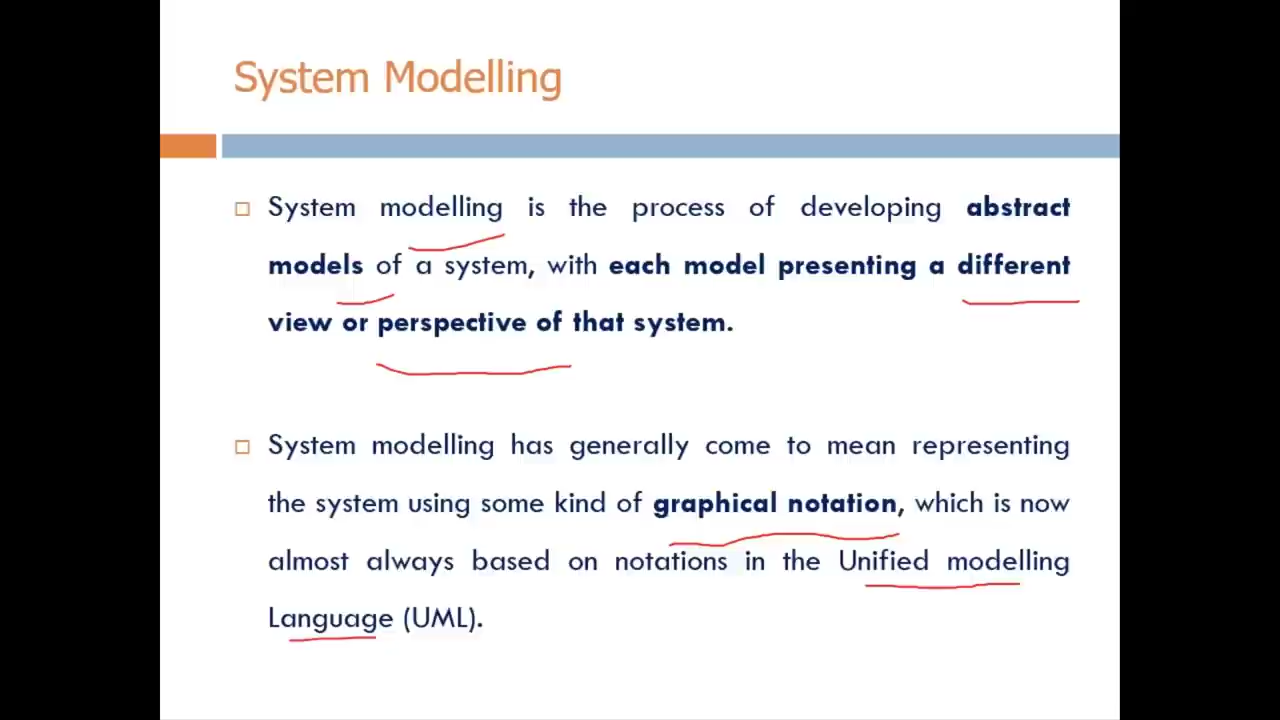 System Modelling
System modelling is the process of developing abstract
models of a system, with each model presenting a different
view or perspective of that system.
System modelling has generally come to mean representing
the system using some kind of graphical notation, which is now
almost always based on notations in the Unified modelling
Language (UML).